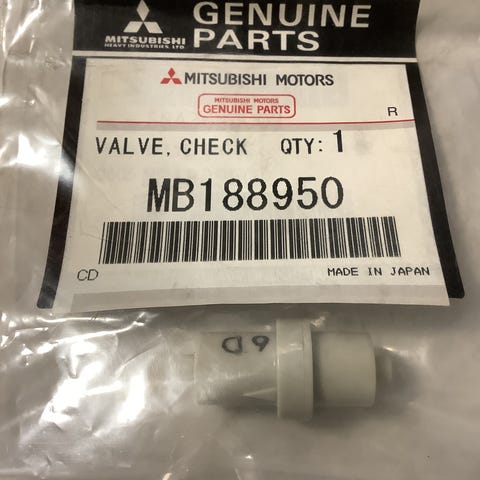 GENUINE
PARTS
MITSUBISHI
HEAVY INDUSTRIES, LTD
MITSUBISHI MOTORS
MITSUBISHI MOTORS
GENUINE PARTS
R
VALVE, CHECK QTY: 1
MB188950
CD
MADE IN JAPAN